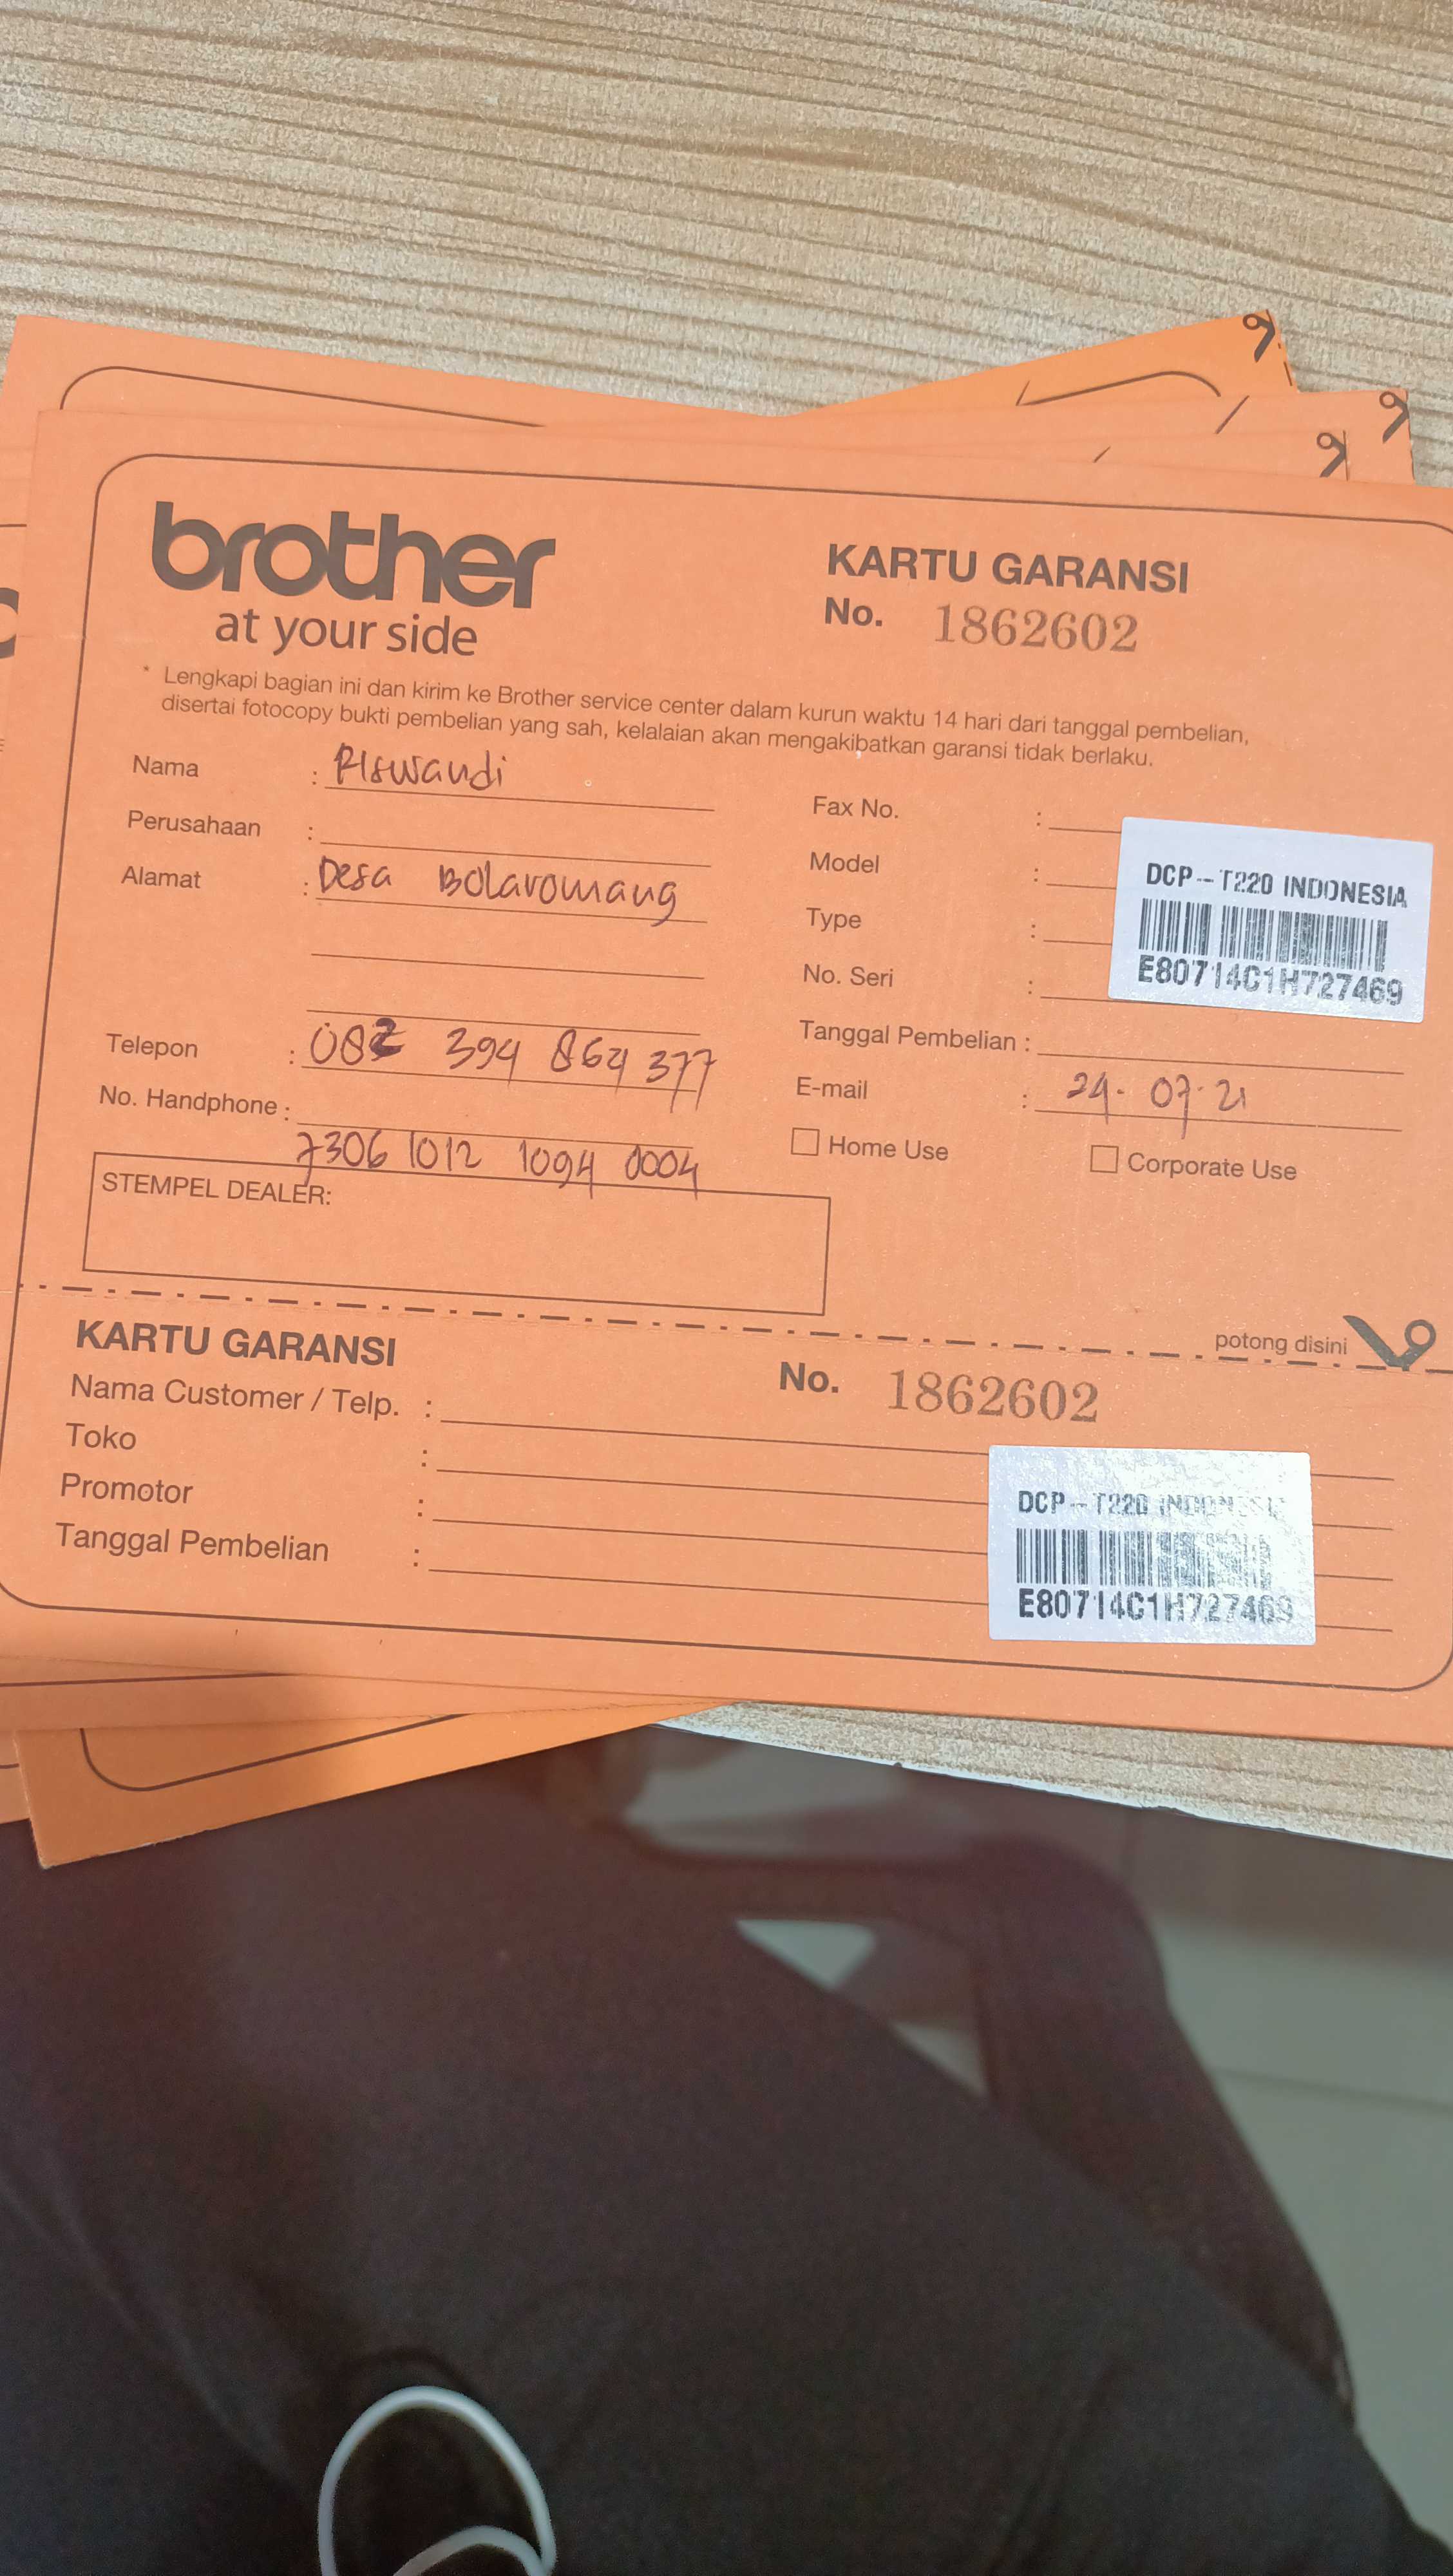 brother
at your side
KARTU GARANSI
No. 1862602
* Lengkapi bagian ini dan kirim ke Brother service center dalam kurun waktu 14 hari dari tanggal pembelian,
disertai fotocopy bukti pembelian yang sah, kelalaian akan mengakibatkan garansi tidak berlaku.
Nama : Riswandi
Perusahaan :
Alamat : Desa Bolaromang
Telepon : 082 394 864 377
No. Handphone :
7306 1012 1094 0004
STEMPEL DEALER:
Fax No. :
Model :
Type :
No. Seri :
DCP-T220 INDONESIA
E80714C1H727469
Tanggal Pembelian :
E-mail : 24-07-21
Home Use
Corporate Use
potong disini
KARTU GARANSI
No. 1862602
Nama Customer / Telp. :
Toko :
Promotor :
Tanggal Pembelian :
DCP-T220 INDONESIA
E80714C1H727469